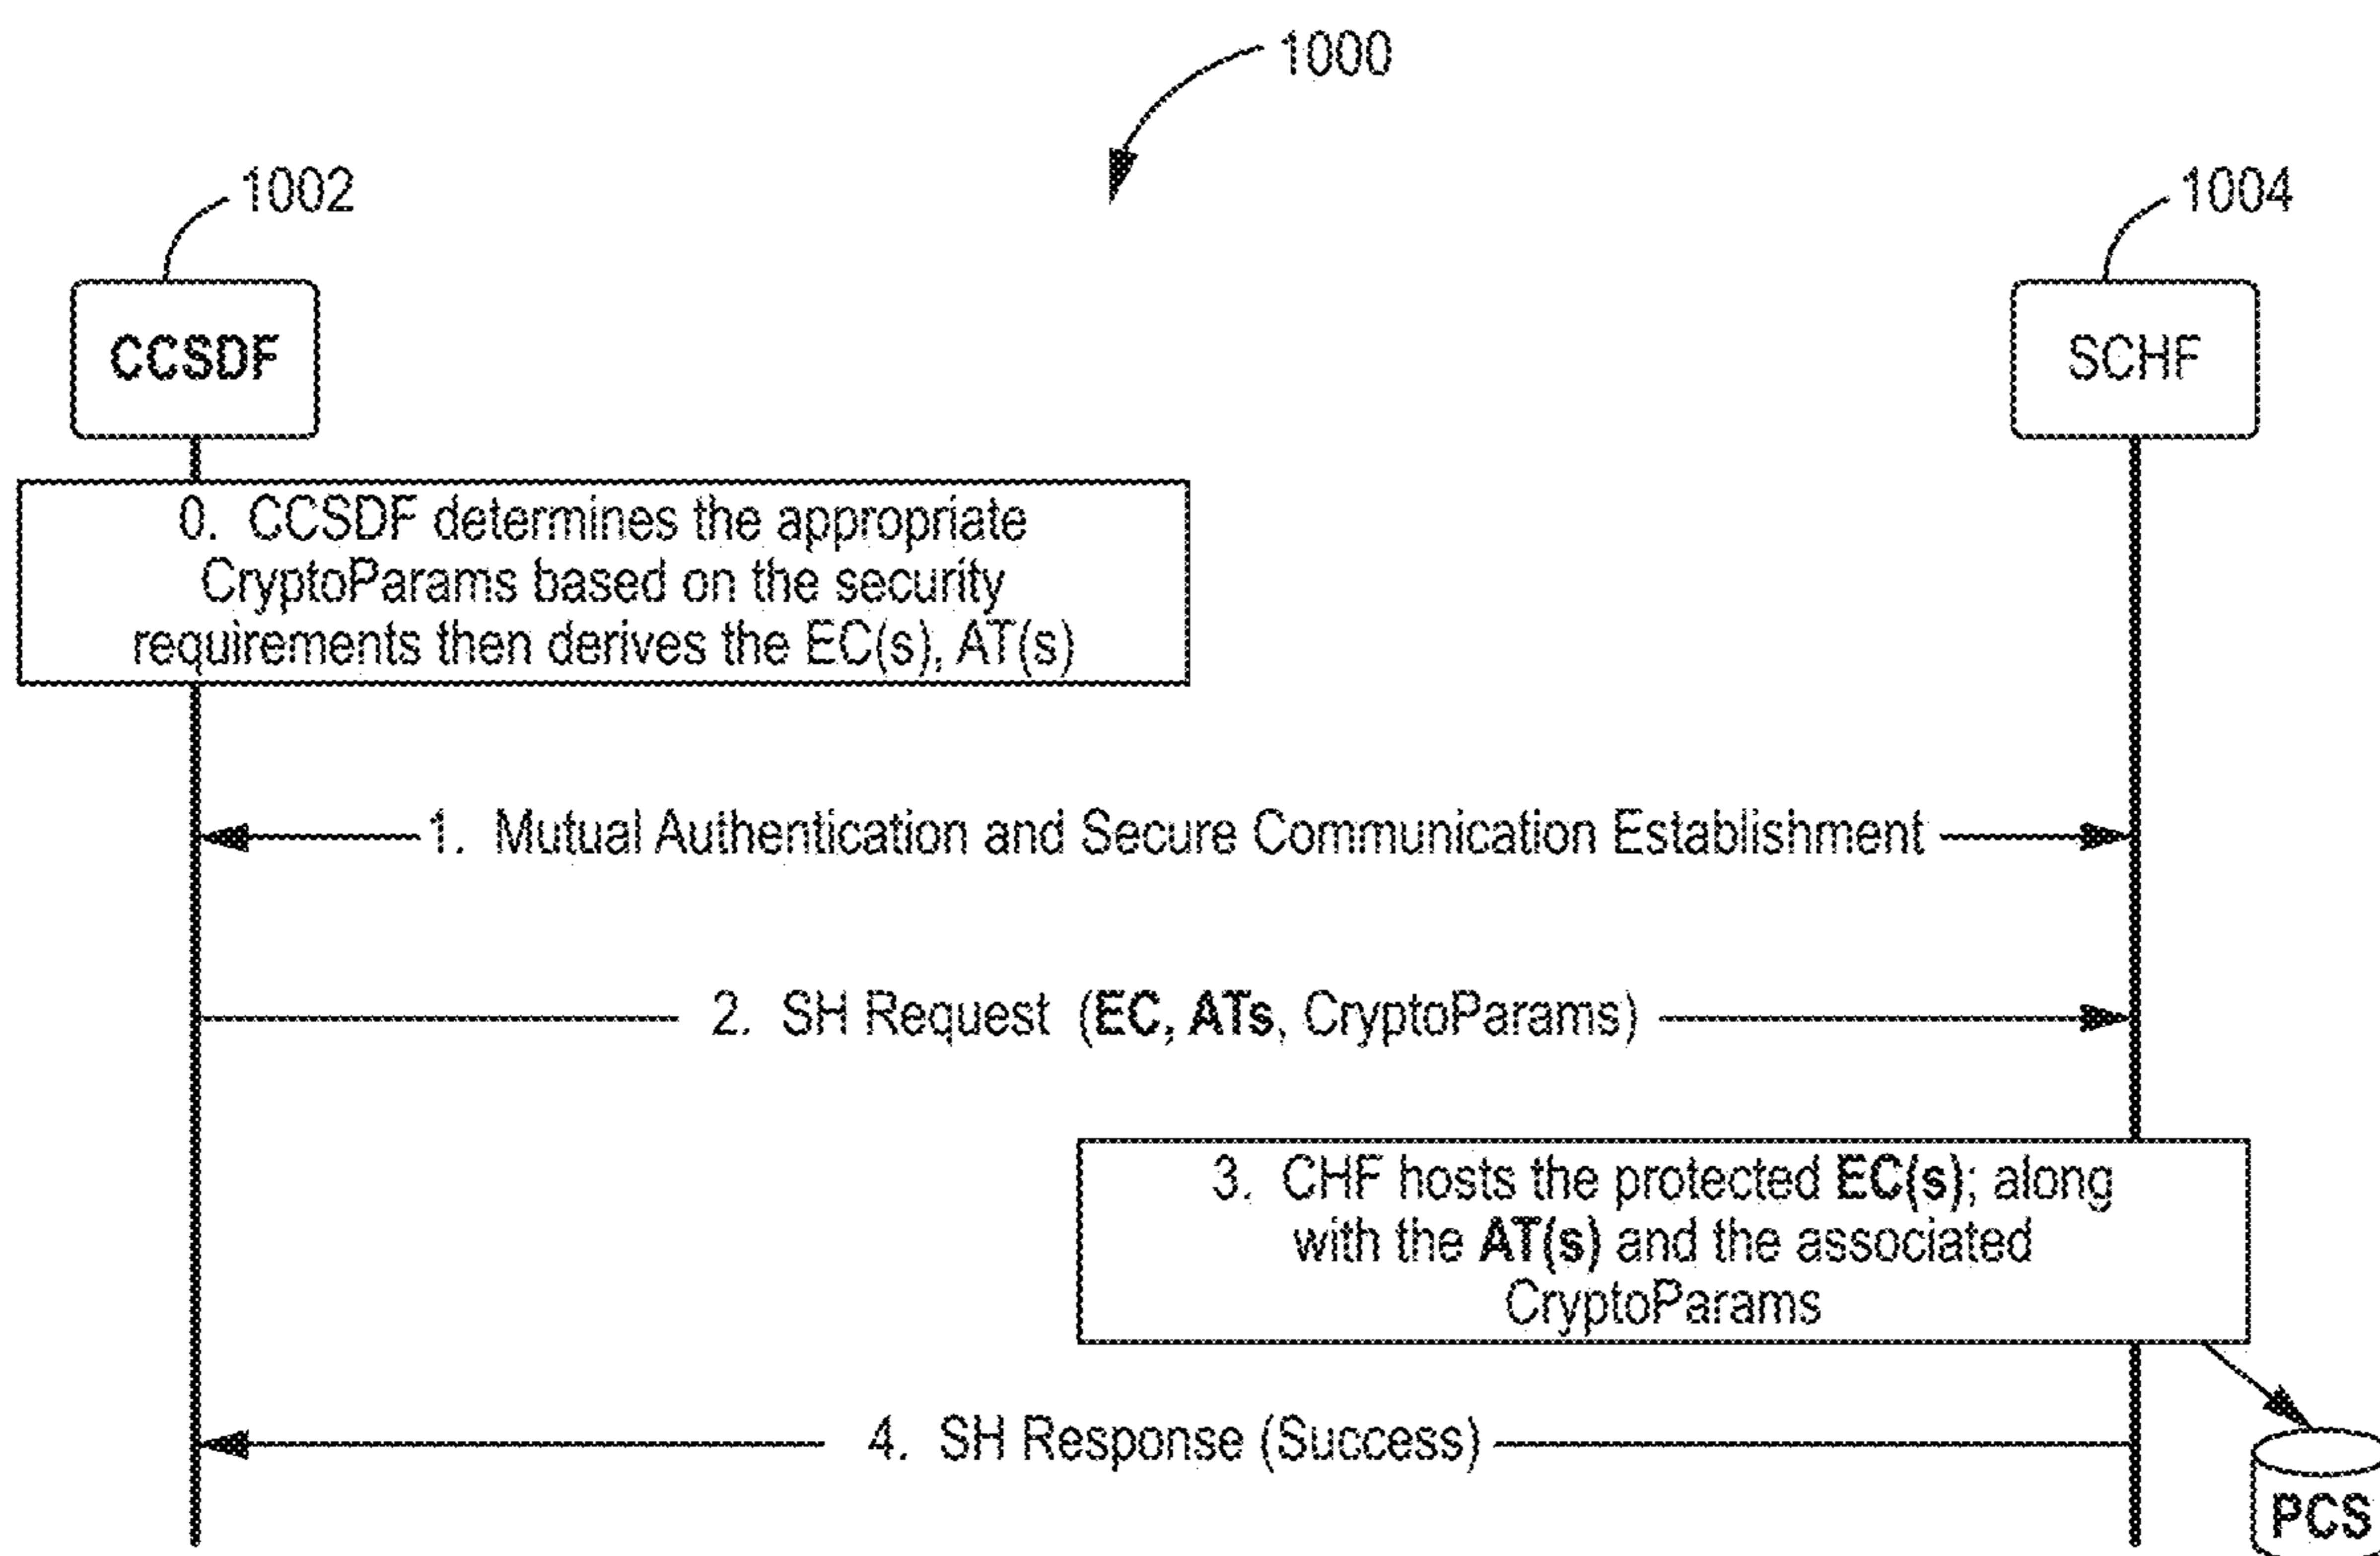 1000
1002
1004
CCSDF
SCHF
0. CCSDF determines the appropriate
CryptoParams based on the security
requirements then derives the EC(s), AT(s)
1. Mutual Authentication and Secure Communication Establishment
2. SH Request (EC, ATs, CryptoParams)
3. CHF hosts the protected EC(s); along
with the AT(s) and the associated
CryptoParams
4. SH Response (Success)
PCS